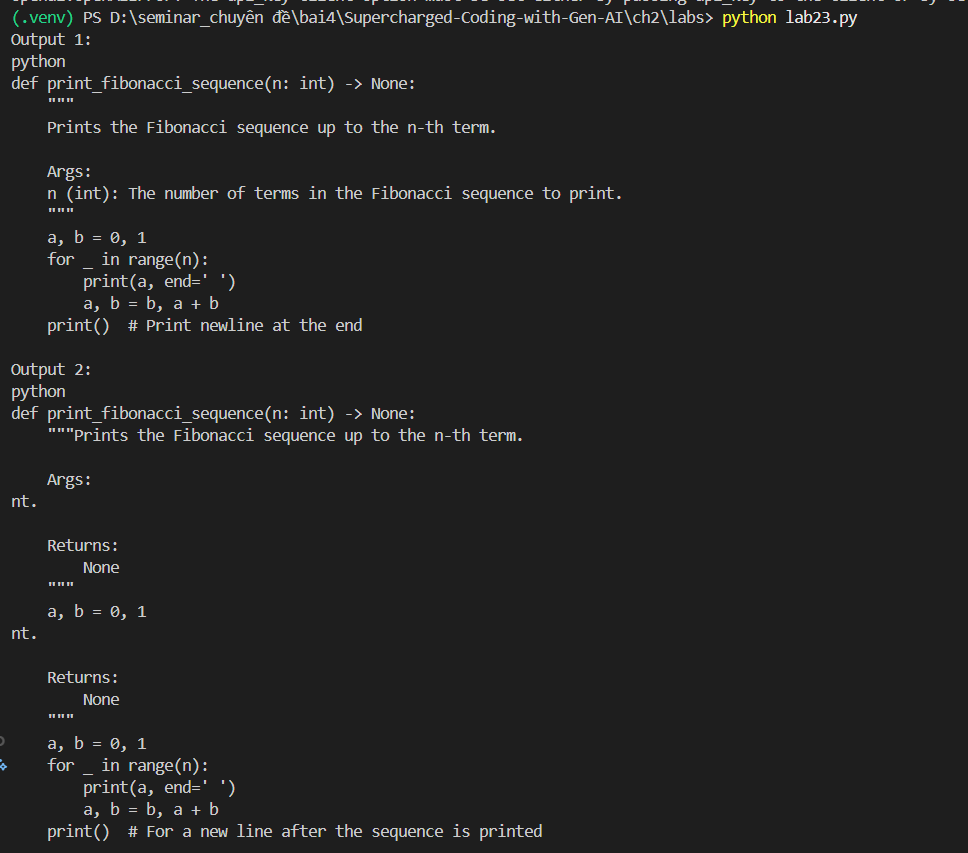 (.venv) PS D:\seminar_chuyên đề\bai4\Supercharged-Coding-with-Gen-AI\ch2\labs> python lab23.py
Output 1:
python
def print_fibonacci_sequence(n: int) -> None:
    """
    Prints the Fibonacci sequence up to the n-th term.

    Args:
    n (int): The number of terms in the Fibonacci sequence to print.
    """
    a, b = 0, 1
    for _ in range(n):
        print(a, end=' ')
        a, b = b, a + b
    print()  # Print newline at the end

Output 2:
python
def print_fibonacci_sequence(n: int) -> None:
    """Prints the Fibonacci sequence up to the n-th term.

    Args:
nt.

    Returns:
        None
    """
    a, b = 0, 1
nt.

    Returns:
        None
    """
    a, b = 0, 1
    for _ in range(n):
        print(a, end=' ')
        a, b = b, a + b
    print()  # For a new line after the sequence is printed